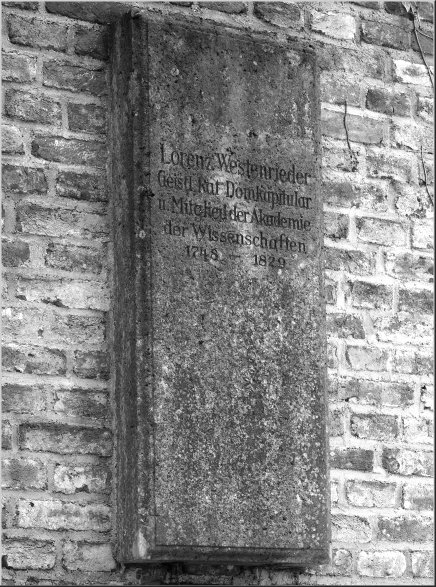 Lorenz Westenrieder
Geistl. Rat Domkapitular
u. Mitglied der Akademie
der Wissenschaften
1748 – 1829